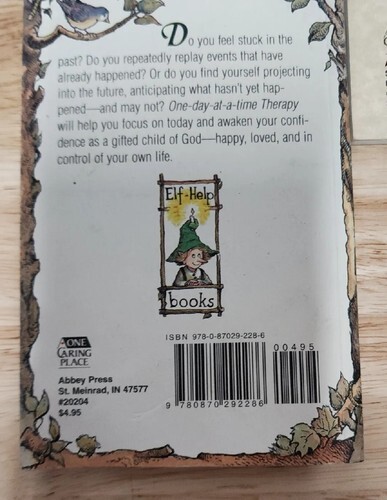 Do you feel stuck in the
past? Do you repeatedly replay events that have
already happened? Or do you find yourself projecting
into the future, anticipating what hasn't yet hap-
pened—and may not? One-day-at-a-time Therapy
will help you focus on today and awaken your confi-
dence as a gifted child of God—happy, loved, and in
control of your own life.
Elf-Help
books
ISBN 978-0-87029-228-6
00495
9 780870 292286
ONE
CARING
PLACE
Abbey Press
St. Meinrad, IN 47577
#20204
$4.95